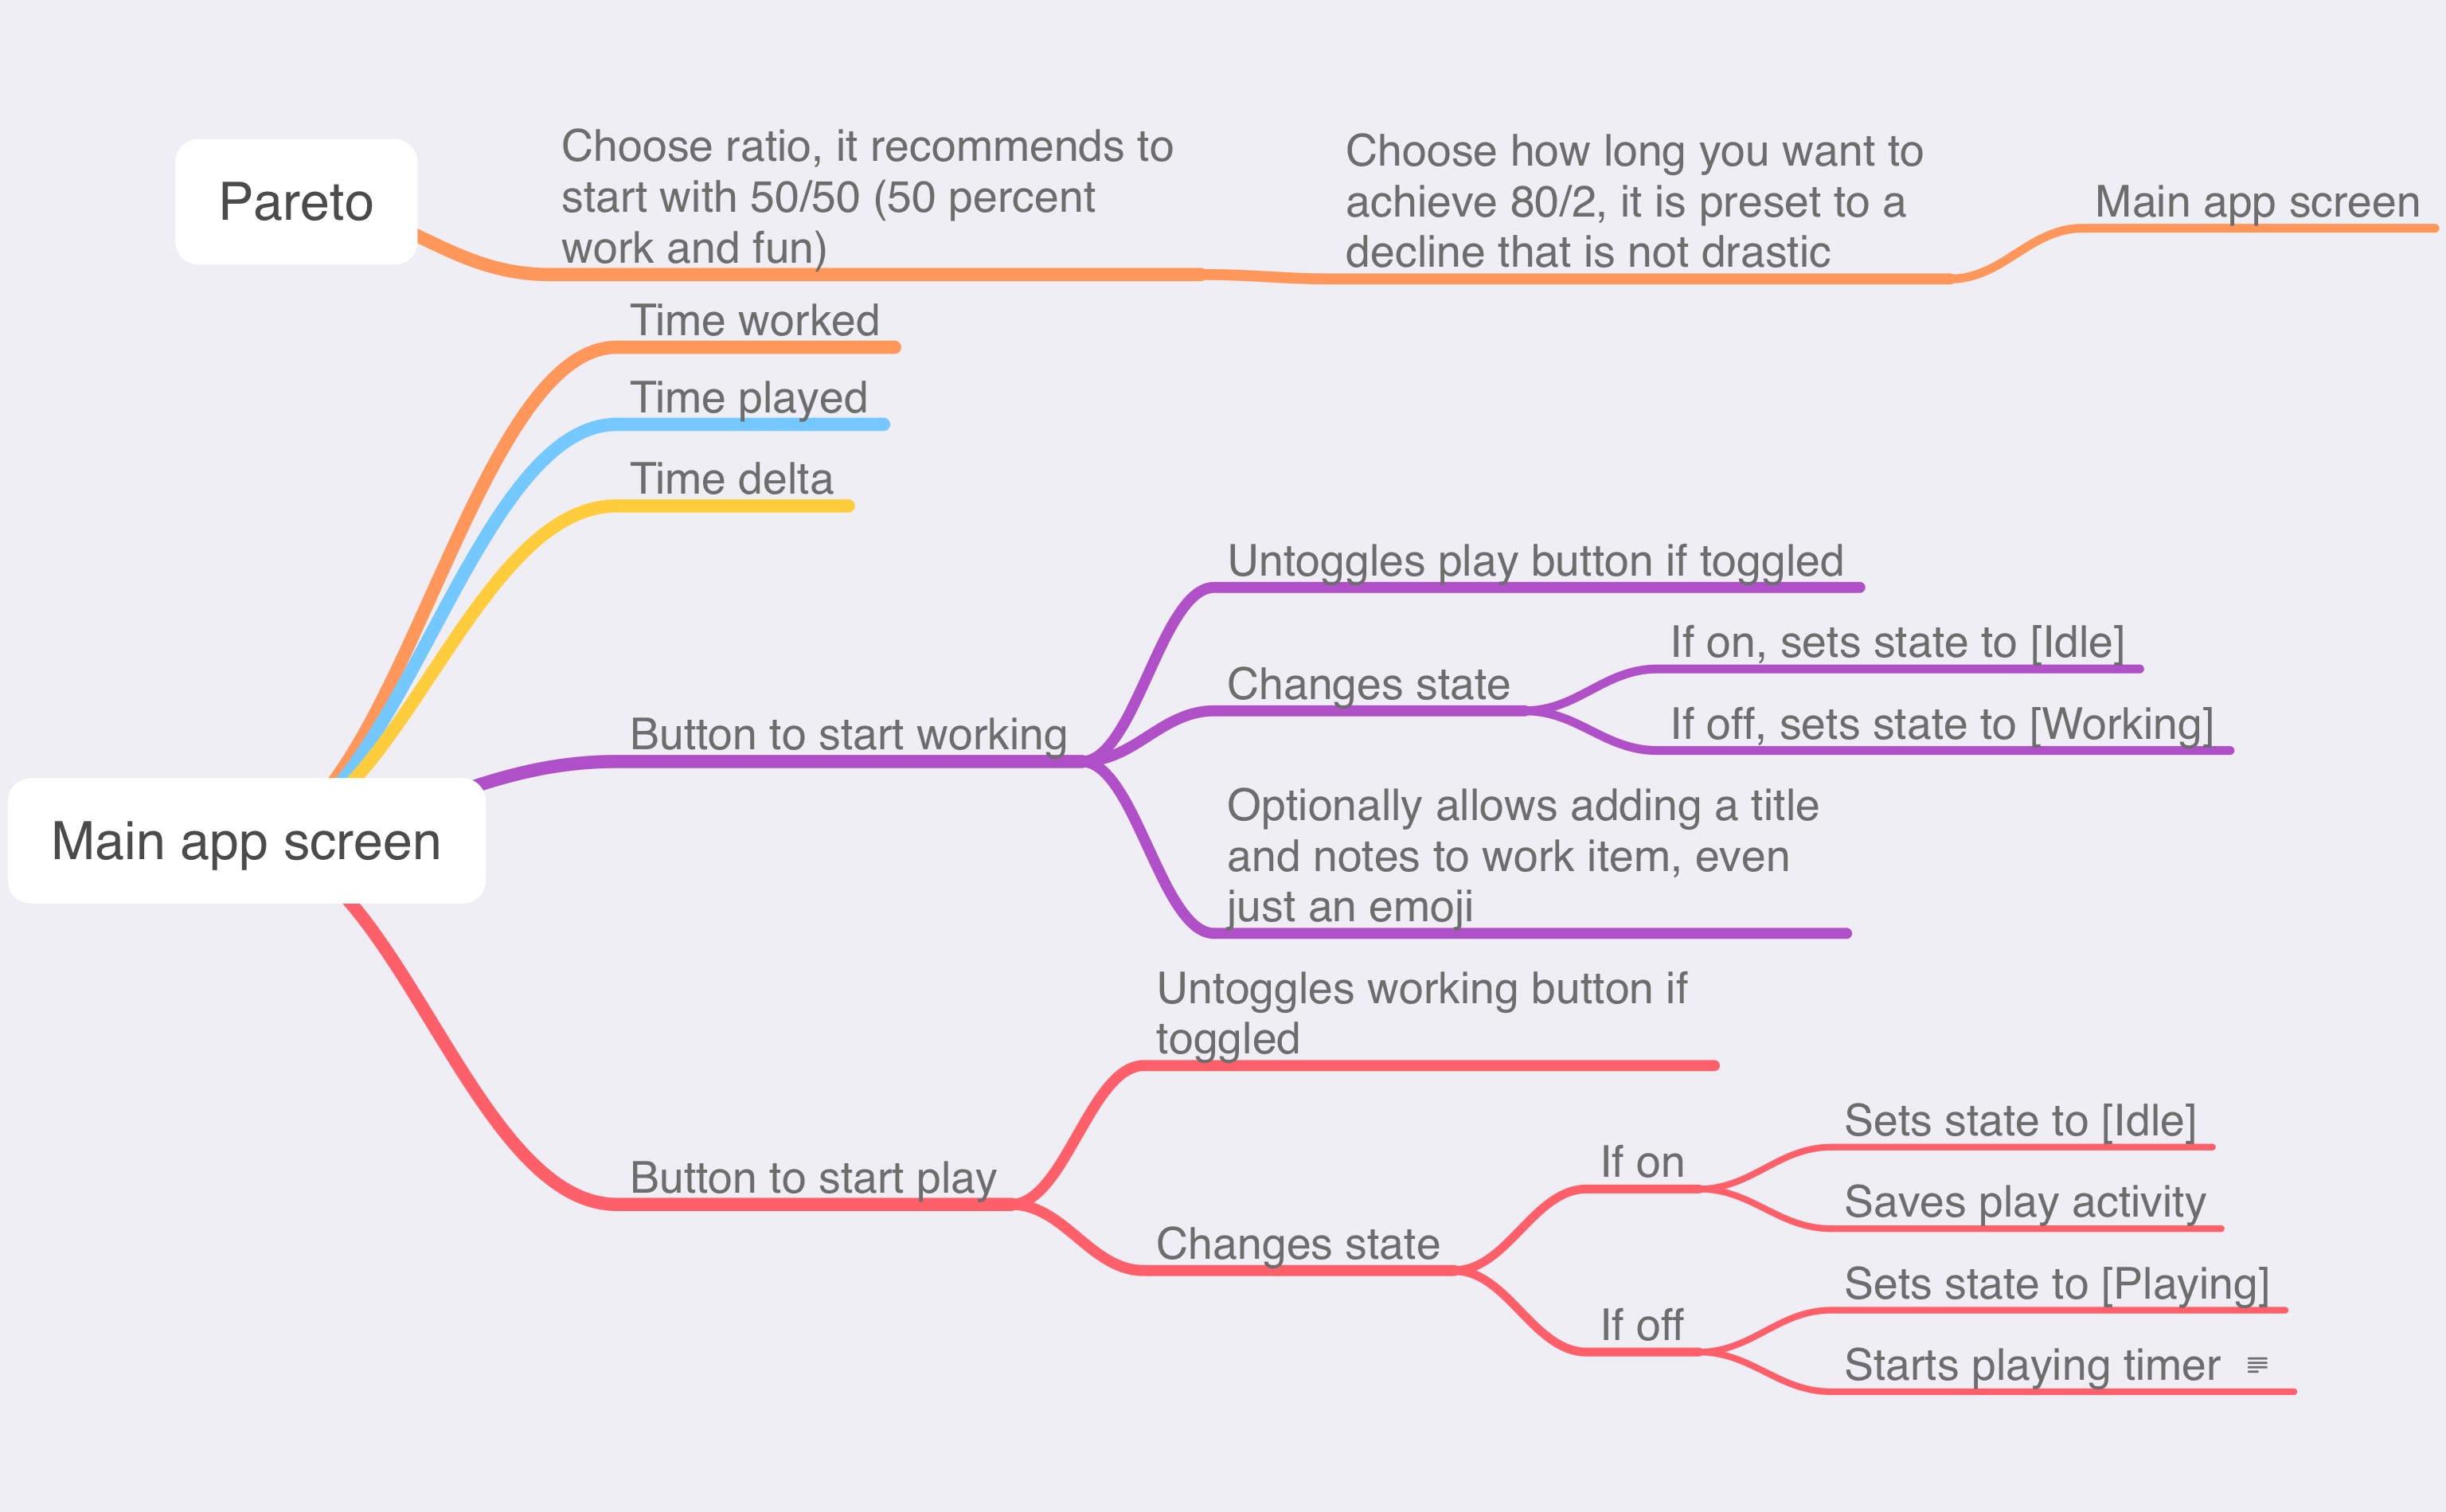 Pareto
Choose ratio, it recommends to
start with 50/50 (50 percent
work and fun)
Choose how long you want to
achieve 80/2, it is preset to a
decline that is not drastic
Main app screen
Time worked
Time played
Time delta
Main app screen
Button to start working
Untoggles play button if toggled
Changes state
If on, sets state to [Idle]
If off, sets state to [Working]
Optionally allows adding a title
and notes to work item, even
just an emoji
Button to start play
Untoggles working button if
toggled
Changes state
If on
Sets state to [Idle]
Saves play activity
If off
Sets state to [Playing]
Starts playing timer